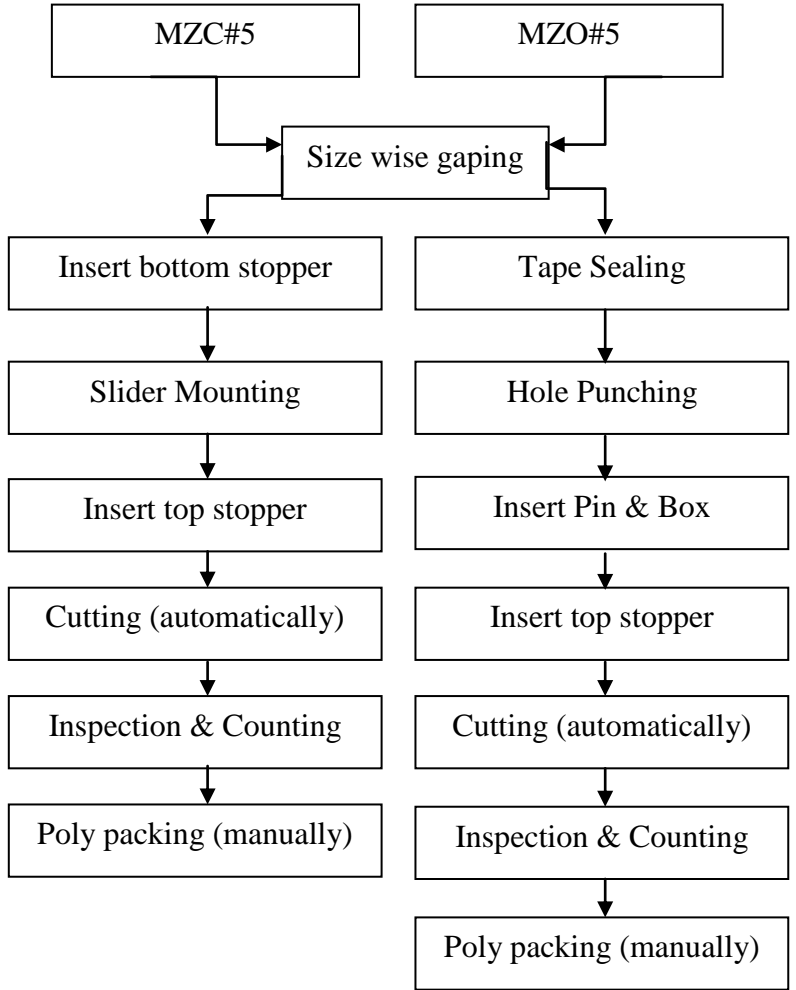 MZC#5
MZO#5
Size wise gaping
Insert bottom stopper
Slider Mounting
Insert top stopper
Cutting (automatically)
Inspection & Counting
Poly packing (manually)
Tape Sealing
Hole Punching
Insert Pin & Box
Insert top stopper
Cutting (automatically)
Inspection & Counting
Poly packing (manually)